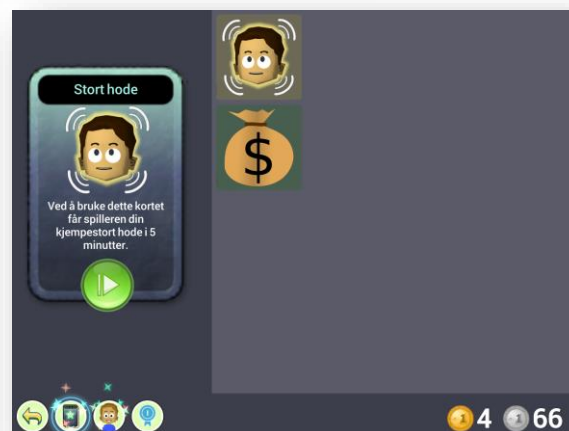 Stort hode
Ved å bruke dette kortet
får spilleren din
kjempestort hode i 5
minutter.
$
4
66